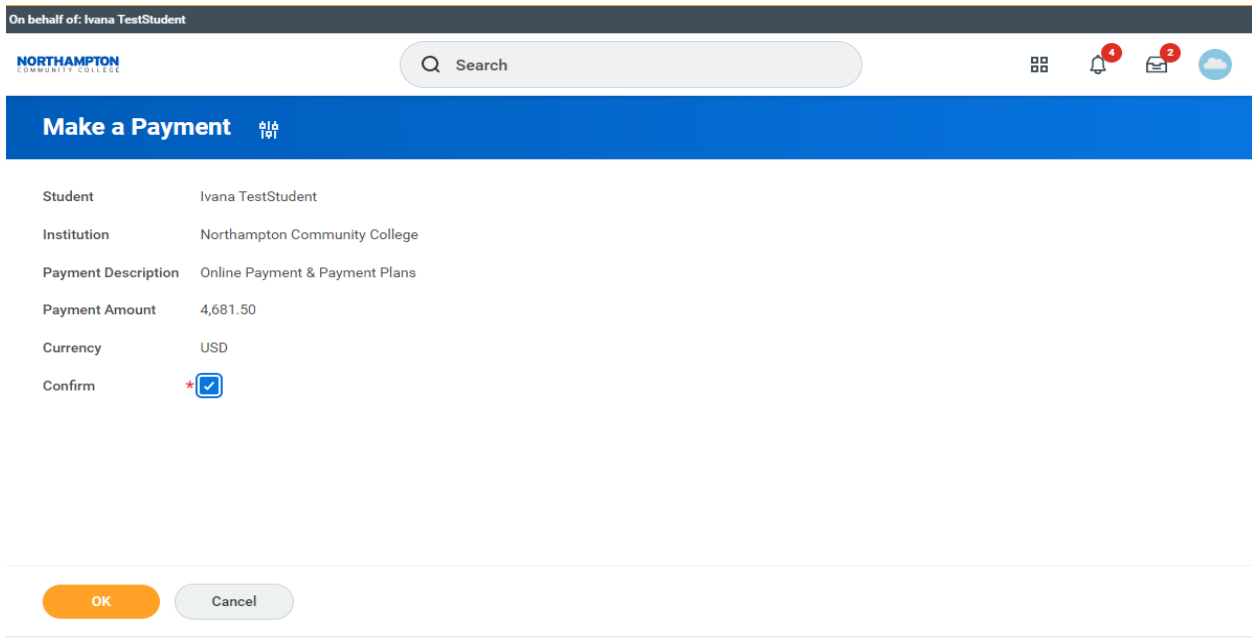 On behalf of: Ivana TestStudent
NORTHAMPTON
COMMUNITY COLLEGE
Search
4
2
Make a Payment
Student Ivana TestStudent
Institution Northampton Community College
Payment Description Online Payment & Payment Plans
Payment Amount 4,681.50
Currency USD
Confirm *
OK Cancel